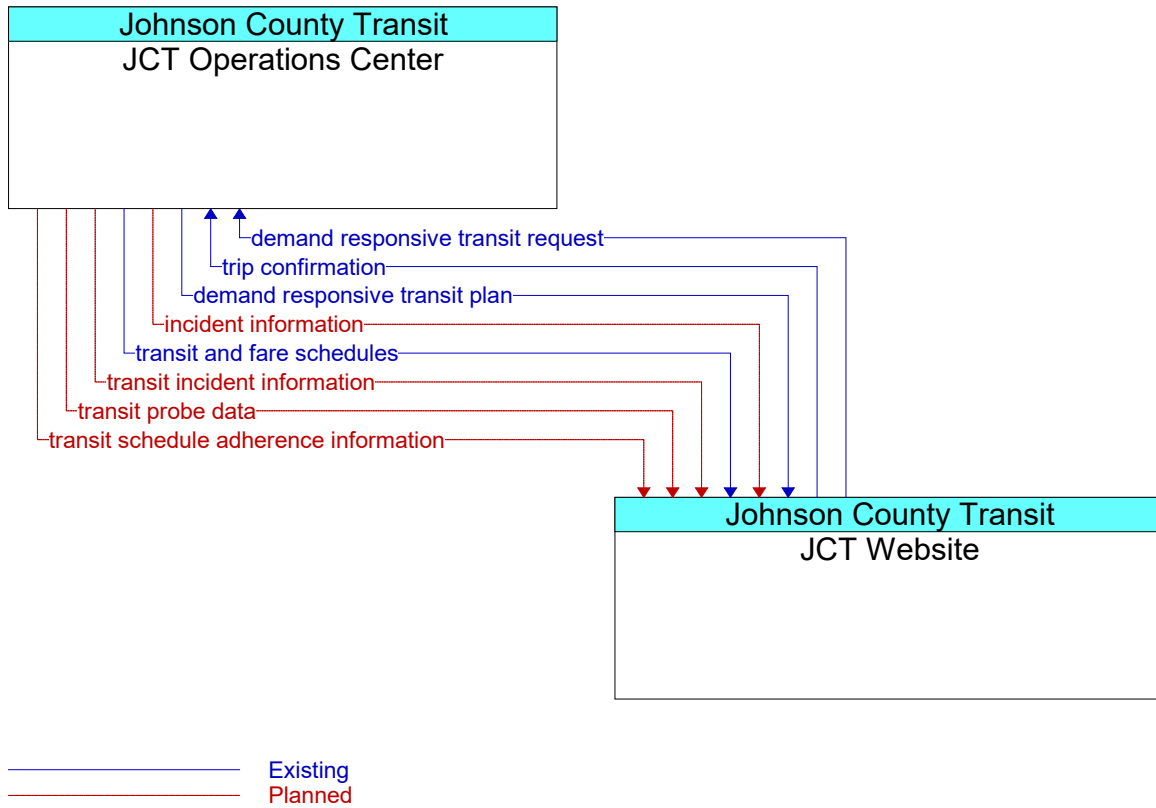 Johnson County Transit
JCT Operations Center
demand responsive transit request
trip confirmation
demand responsive transit plan
incident information
transit and fare schedules
transit incident information
transit probe data
transit schedule adherence information
Johnson County Transit
JCT Website
Existing
Planned